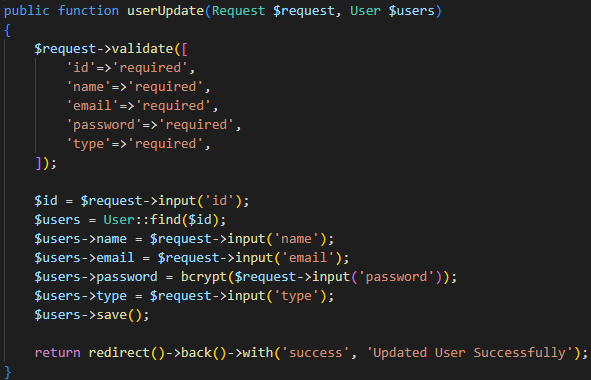 public function userUpdate(Request $request, User $users)
{
    $request->validate([
        'id'=>'required',
        'name'=>'required',
        'email'=>'required',
        'password'=>'required',
        'type'=>'required',
    ]);

    $id = $request->input('id');
    $users = User::find($id);
    $users->name = $request->input('name');
    $users->email = $request->input('email');
    $users->password = bcrypt($request->input('password'));
    $users->type = $request->input('type');
    $users->save();

    return redirect()->back()->with('success', 'Updated User Successfully');
}